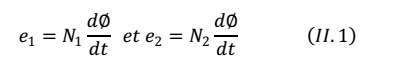 e₁ = N₁ dØ/dt et e₂ = N₂ dØ/dt (II. 1)